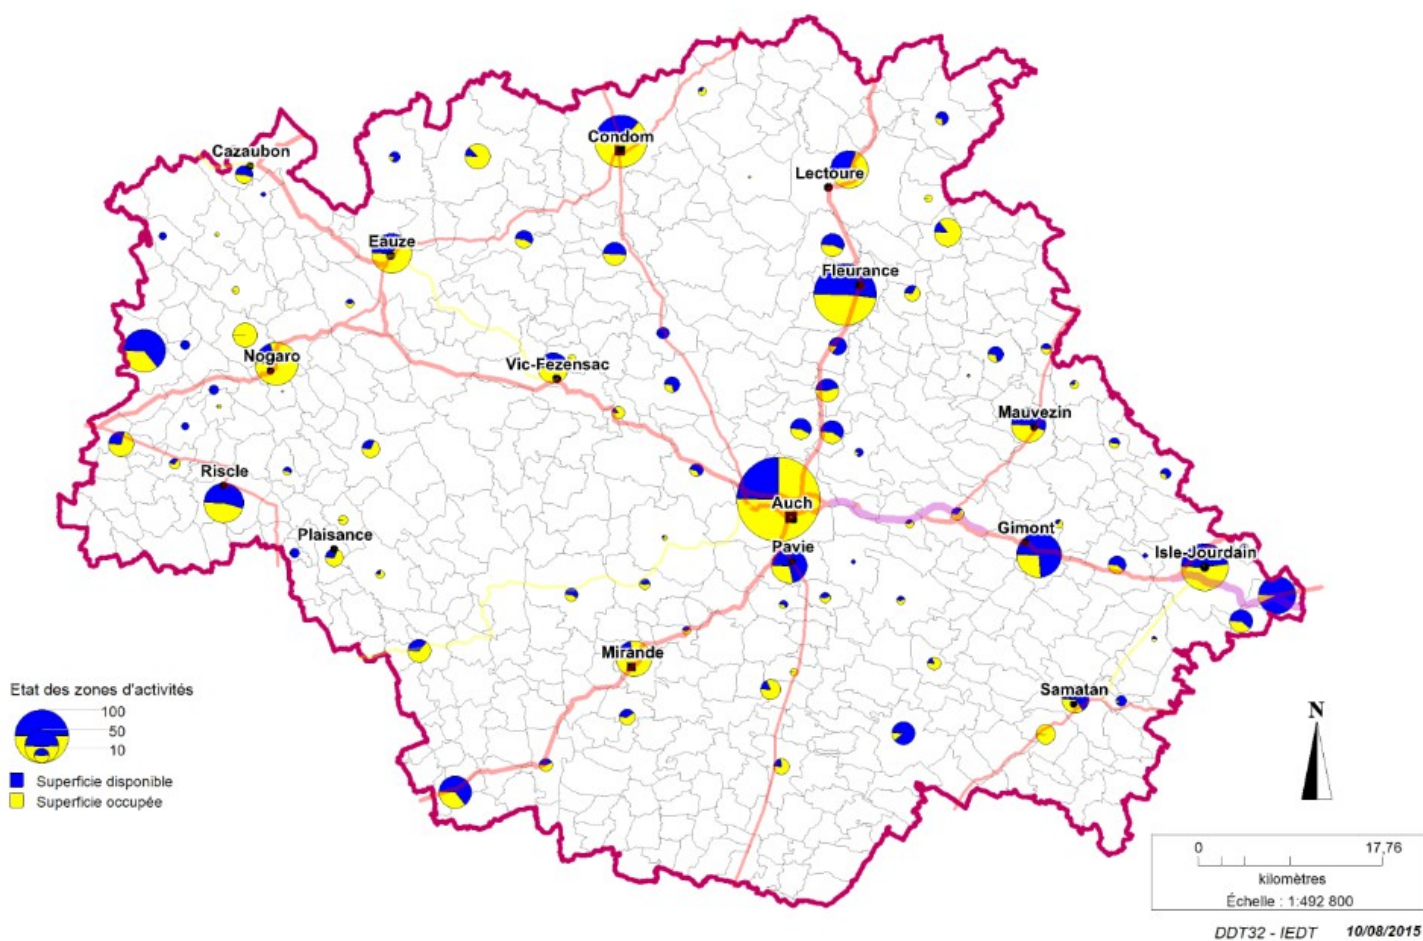 Condom
Cazaubon
Lectoure
Eauze
Fleurance
Nogaro
Vic-Fezensac
Mauvezin
Riscle
Auch
Plaisance
Gimont
Pavie
Isle-Jourdain
Mirande
Samatan
Etat des zones d'activités
100
50
10
Superficie disponible
Superficie occupée
N
0 17,76
kilomètres
Échelle : 1:492 800
DDT32 - IEDT 10/08/2015